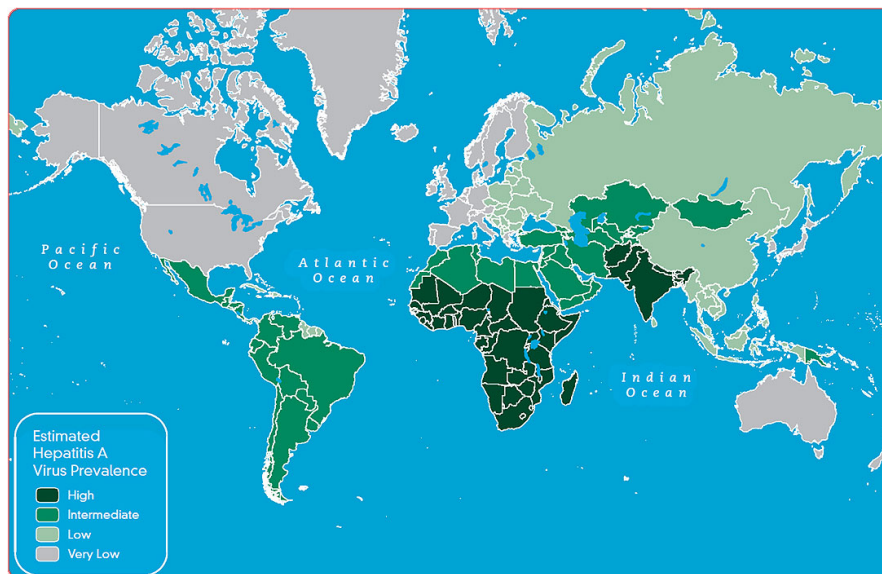 Pacific
Ocean
Atlantic
Ocean
Indian
Ocean
Estimated
Hepatitis A
Virus Prevalence
High
Intermediate
Low
Very Low